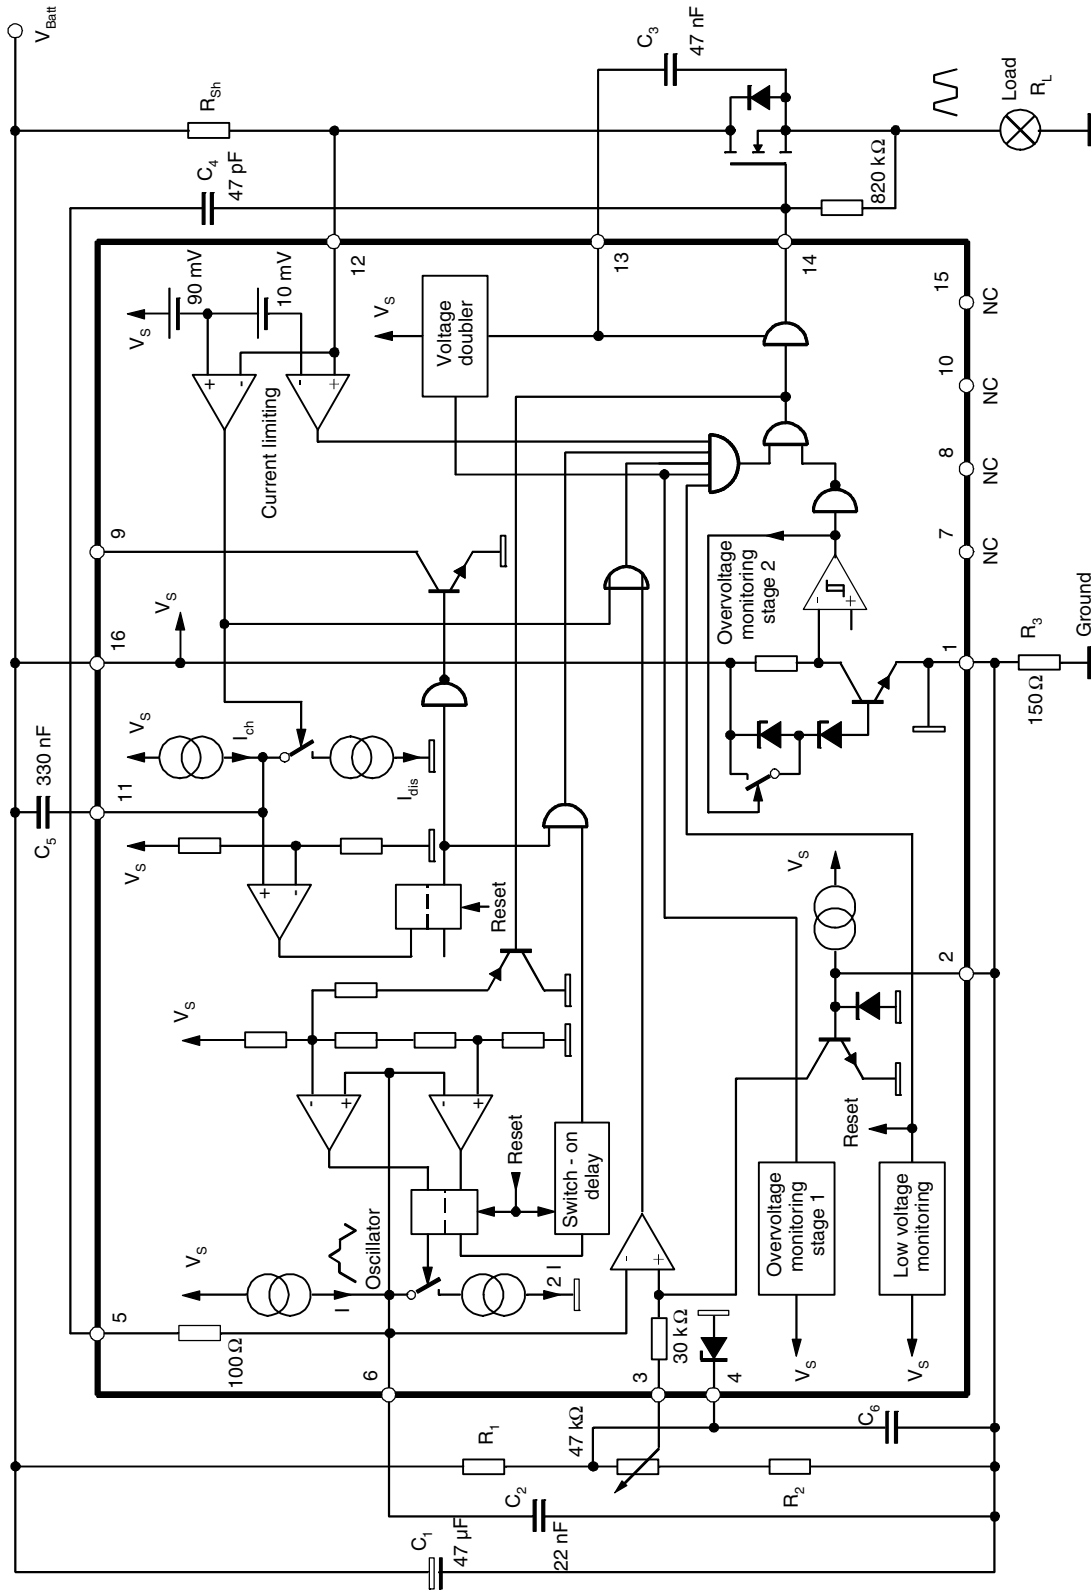 V_Batt
C_5
330 nF
R_Sh
C_4
47 pF
C_3
47 nF
5
11
16
9
12
13
14
15
10
8
7
1
2
4
3
6
V_S
V_S
V_S
V_S
V_S
V_S
V_S
V_S
V_S
V_S
90 mV
10 mV
+
-
-
+
Current limiting
I_ch
I_dis
+
-
Reset
Voltage
doubler
820 kΩ
Load
R_L
NC
NC
NC
NC
100 Ω
I
Oscillator
2 I
-
+
-
+
Reset
Switch - on
delay
-
+
30 kΩ
Overvoltage
monitoring
stage 2
-
+
Overvoltage
monitoring
stage 1
Low voltage
monitoring
Reset
R_3
150 Ω
Ground
C_1
47 µF
C_2
22 nF
R_1
47 kΩ
R_2
C_6